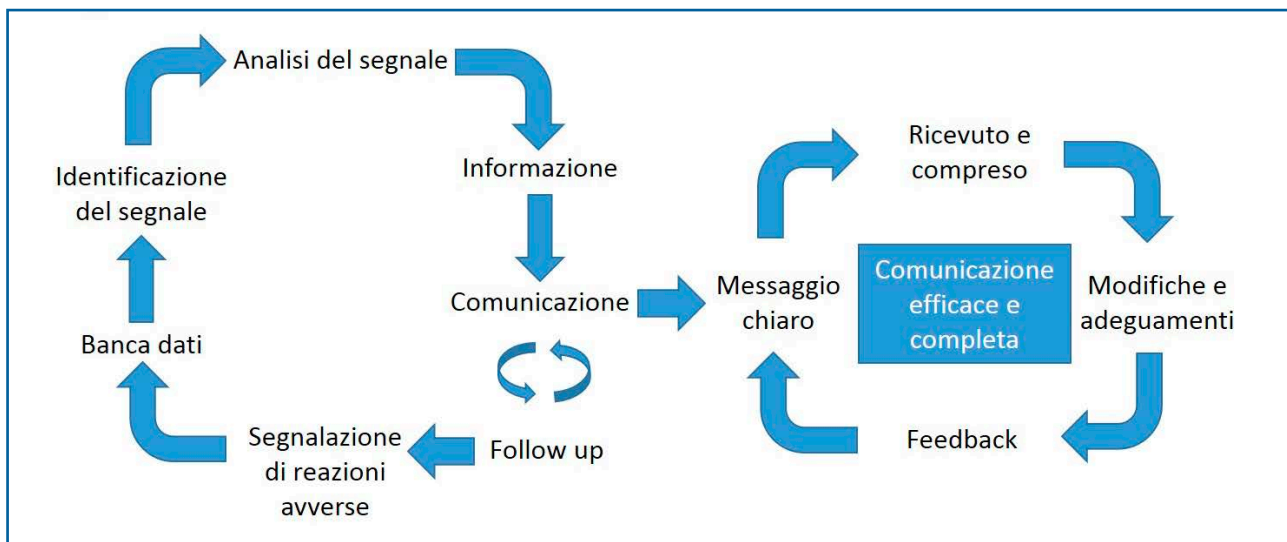 Analisi del segnale
Informazione
Comunicazione
Follow up
Segnalazione
di reazioni
avverse
Banca dati
Identificazione
del segnale
Messaggio
chiaro
Ricevuto e
compreso
Modifiche e
adeguamenti
Feedback
Comunicazione
efficace e
completa